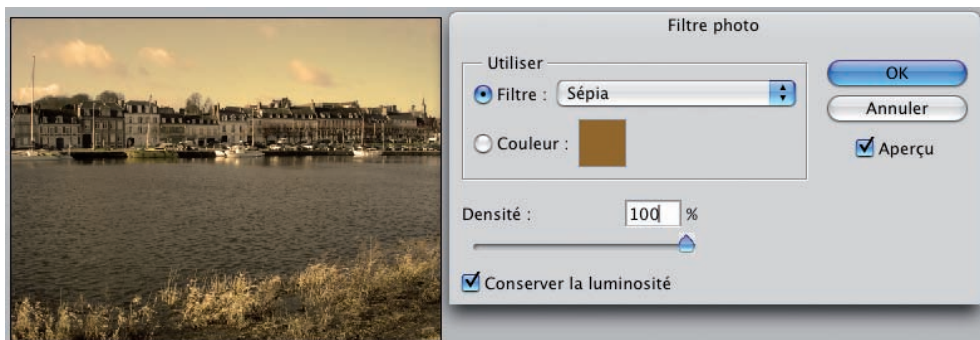 Filtre photo
Utiliser
Filtre : Sépia
Couleur :
Densité : 100 %
Conserver la luminosité
OK
Annuler
Aperçu